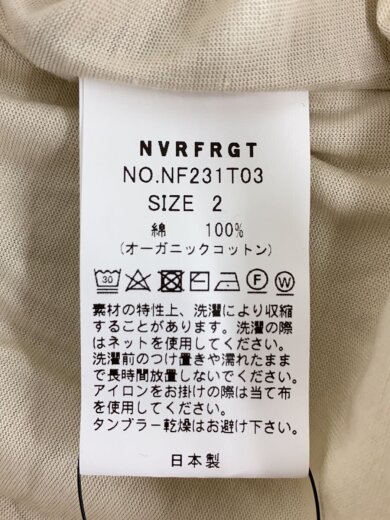 NVRFRGT
NO.NF231T03
SIZE 2
綿 100%
(オーガニックコットン)
30 F W
素材の特性上、洗濯により収縮
することがあります。洗濯の際
はネットを使用してください。
洗濯前のつけ置きや濡れたまま
で長時間放置しないでください。
アイロンをお掛けの際は当て布
を使用してください。
タンブラー乾燥はお避け下さい。
日本製